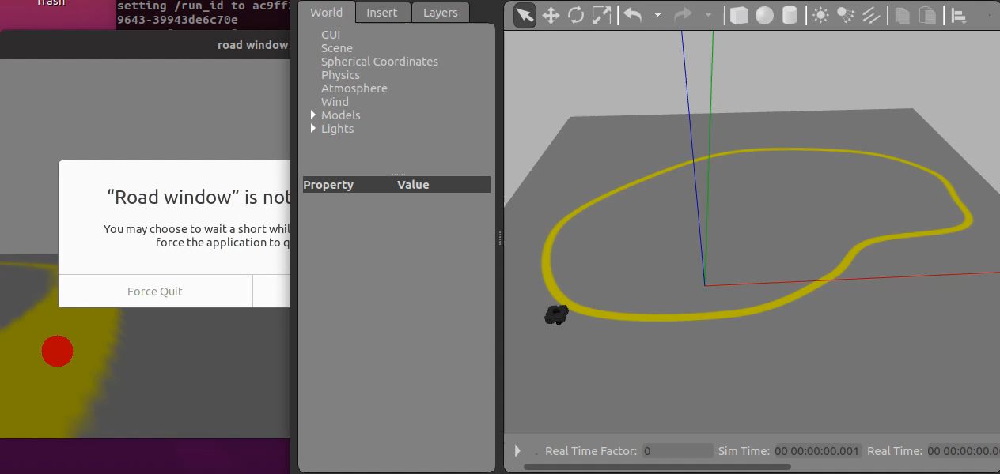 Trash
setting /run_id to ac9ff
9643-39943de6c70e
road window
“Road window” is not
You may choose to wait a short whil
force the application to q
Force Quit
World
Insert
Layers
GUI
Scene
Spherical Coordinates
Physics
Atmosphere
Wind
Models
Lights
Property Value
Real Time Factor: 0 Sim Time: 00 00:00:00.001 Real Time: 00 00:00:00.0